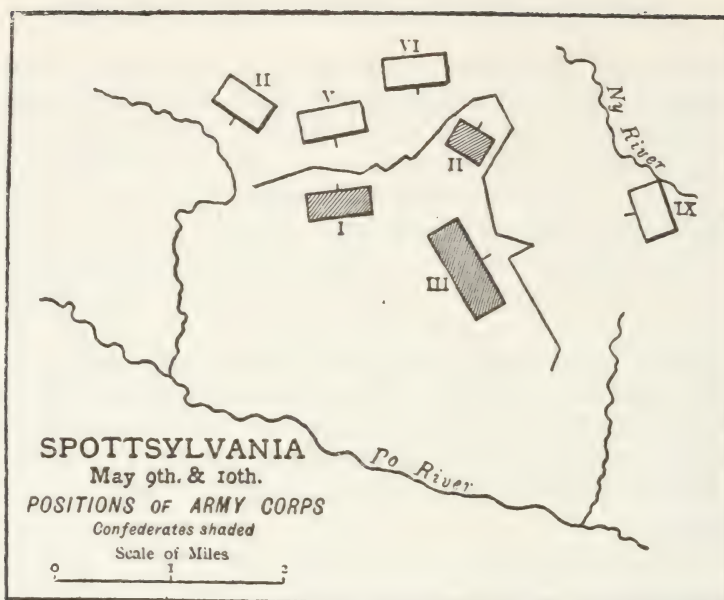 VI
II
V
Ny River
II
IX
I
III
SPOTTSYLVANIA
May 9th. & 10th.
POSITIONS OF ARMY CORPS
Confederates shaded
Scale of Miles
0 1 2
Po River